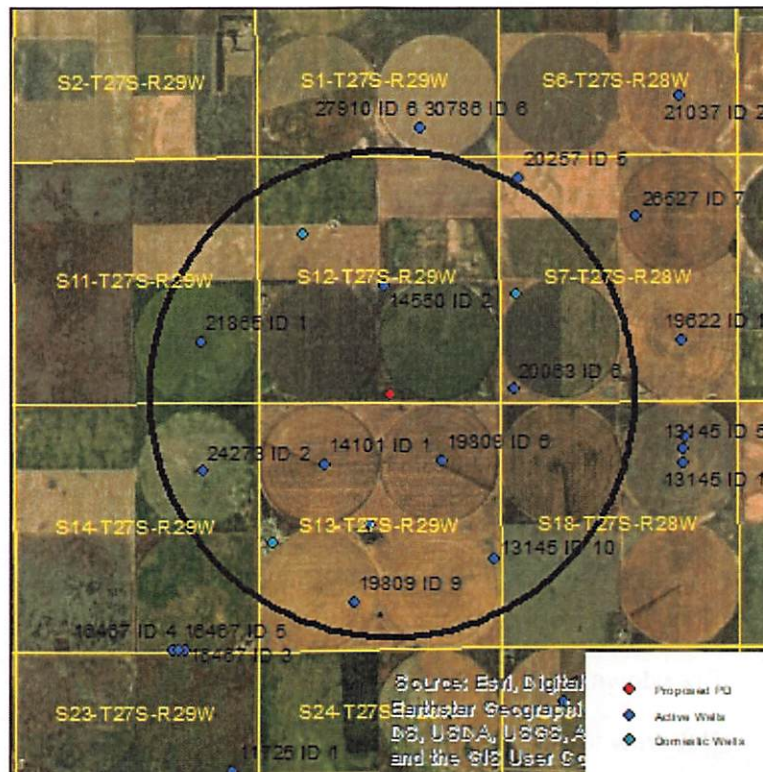 S2-T27S-R29W
S1-T27S-R29W
S6-T27S-R28W
27910 ID 6 30786 ID 6
21037 ID 2
20257 ID 5
26527 ID 7
S11-T27S-R29W
S12-T27S-R29W
S7-T27S-R28W
14550 ID 2
21865 ID 1
19622 ID 1
20063 ID 6
13145 ID 5
24273 ID 2
14101 ID 1
19809 ID 6
13145 ID 1
S14-T27S-R29W
S13-T27S-R29W
S18-T27S-R28W
13145 ID 10
19809 ID 9
16467 ID 4 16467 ID 5
16467 ID 3
Source: Esri, Digital
Earthstar Geographi
DS, USDA, USGS, A
and the GIS User Co
S23-T27S-R29W
S24-T27S-R29W
11725 ID 1
Proposed PD
Active Wells
Domestic Wells